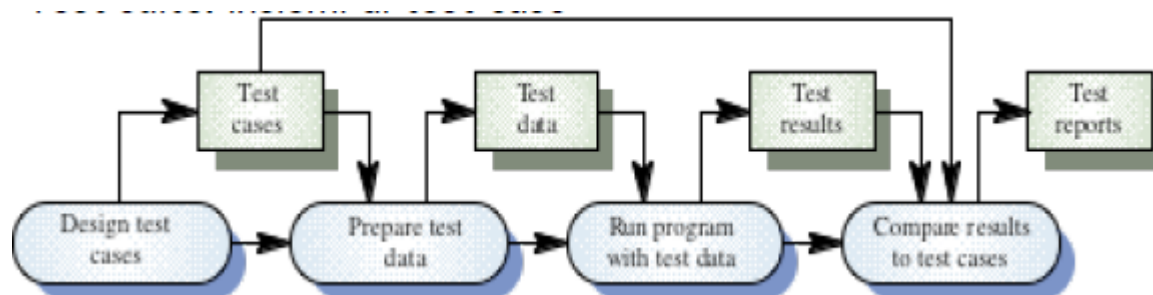 Test
cases
Test
data
Test
results
Test
reports
Design test
cases
Prepare test
data
Run program
with test data
Compare results
to test cases